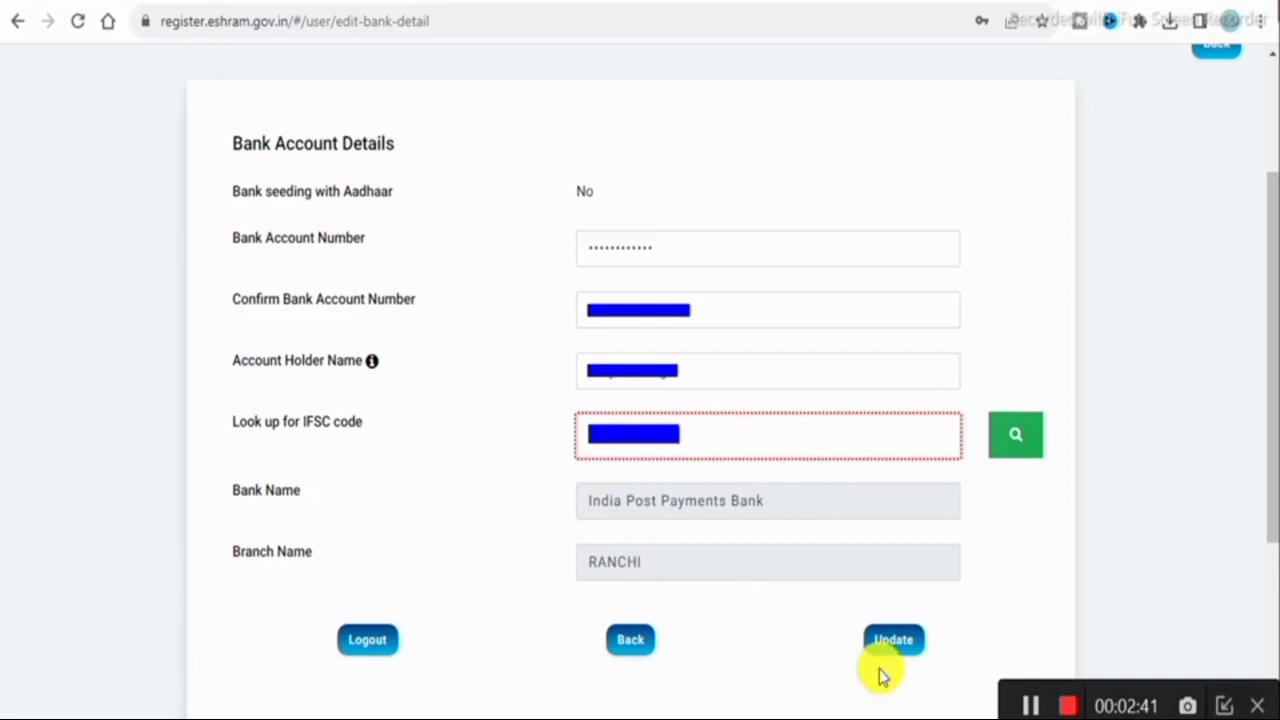 register.eshram.gov.in/#/user/edit-bank-detail
Back
Bank Account Details
Bank seeding with Aadhaar No
Bank Account Number ••••••••••••
Confirm Bank Account Number
Account Holder Name
Look up for IFSC code
Bank Name India Post Payments Bank
Branch Name RANCHI
Logout Back Update
00:02:41